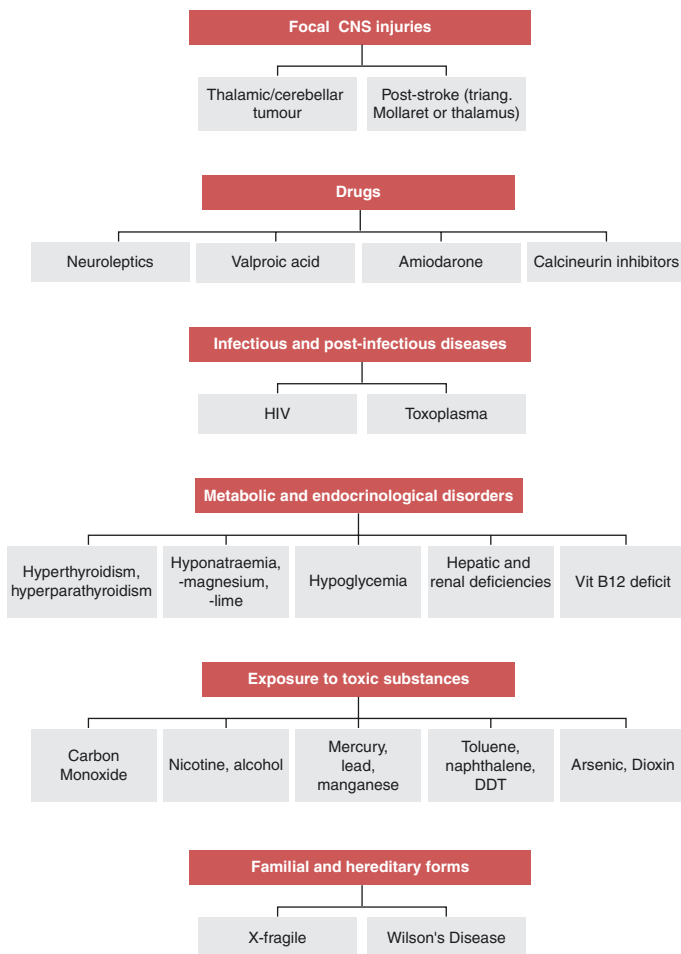 Focal CNS injuries
Thalamic/cerebellar
tumour
Post-stroke (triang.
Mollaret or thalamus)
Drugs
Neuroleptics
Valproic acid
Amiodarone
Calcineurin inhibitors
Infectious and post-infectious diseases
HIV
Toxoplasma
Metabolic and endocrinological disorders
Hyperthyroidism,
hyperparathyroidism
Hyponatraemia,
-magnesium,
-lime
Hypoglycemia
Hepatic and
renal deficiencies
Vit B12 deficit
Exposure to toxic substances
Carbon
Monoxide
Nicotine, alcohol
Mercury,
lead,
manganese
Toluene,
naphthalene,
DDT
Arsenic, Dioxin
Familial and hereditary forms
X-fragile
Wilson's Disease